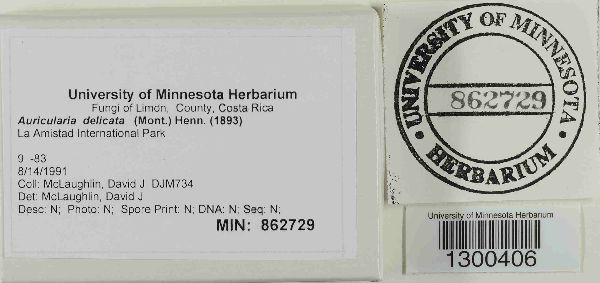 University of Minnesota Herbarium
Fungi of Limon, County, Costa Rica
Auricularia delicata (Mont.) Henn. (1893)
La Amistad International Park
9 -83
8/14/1991
Coll: McLaughlin, David J DJM734
Det: McLaughlin, David J
Desc: N; Photo: N; Spore Print: N; DNA: N; Seq: N;
MIN: 862729
UNIVERSITY OF MINNESOTA
862729
HERBARIUM
University of Minnesota Herbarium
1300406